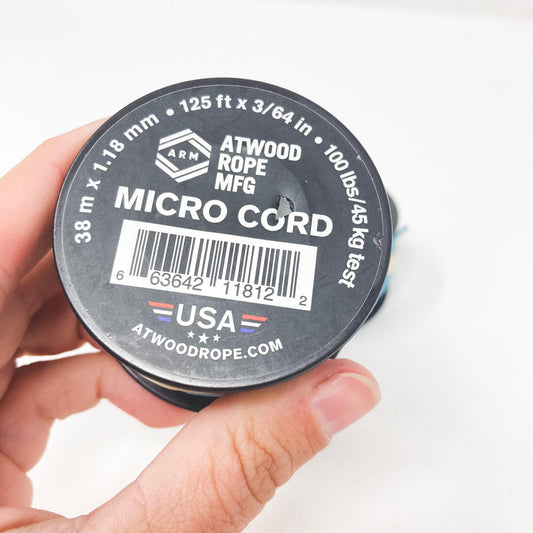 38 m x 1.18 mm • 125 ft x 3/64 in • 100 lbs/45 kg test
ARM
ATWOOD
ROPE
MFG
MICRO CORD
6 63642 11812 2
USA
ATWOODROPE.COM